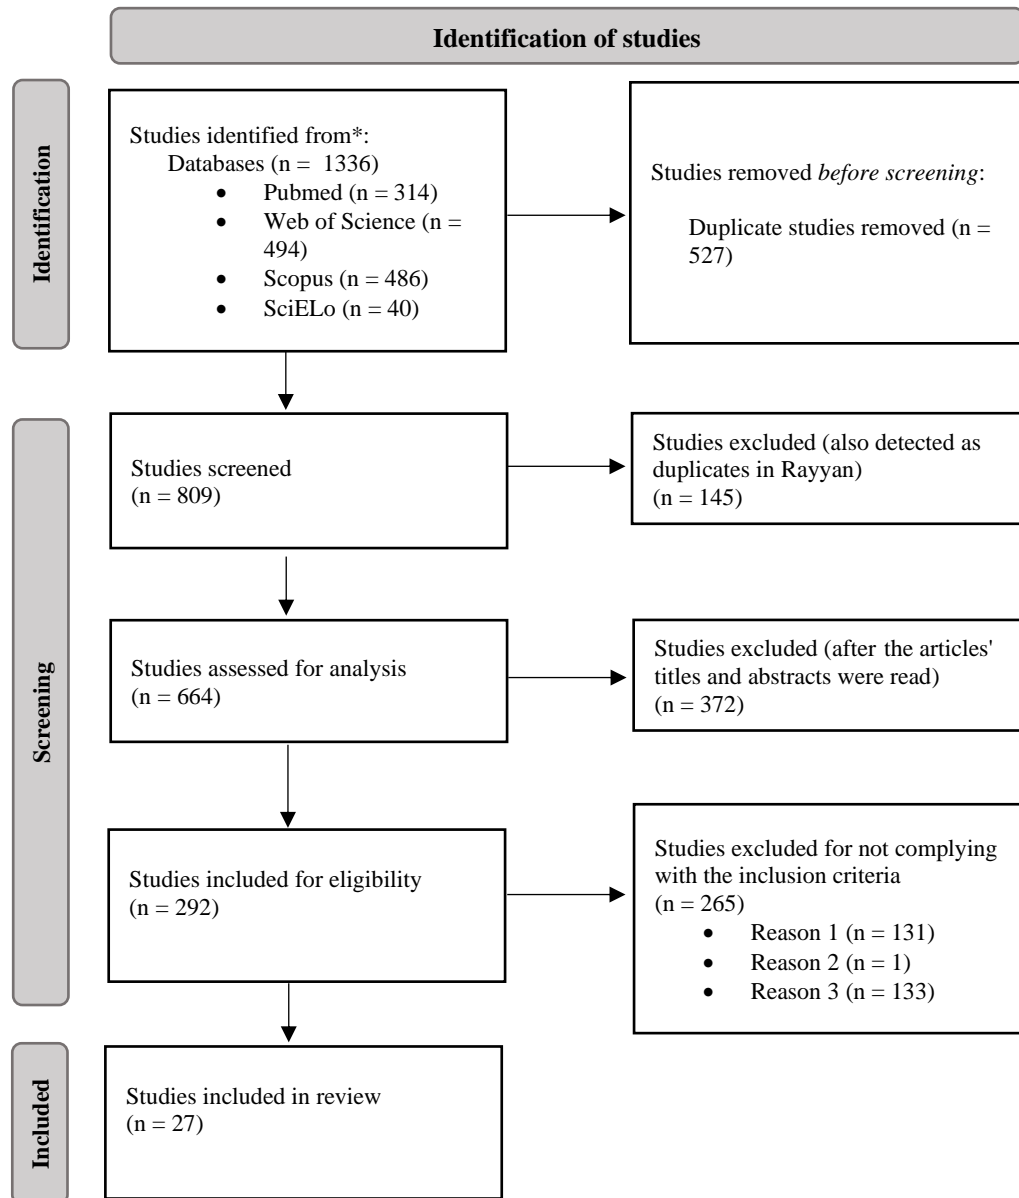 Identification of studies
Identification
Studies identified from*:
Databases (n =  1336)
• Pubmed (n = 314)
• Web of Science (n =
494)
• Scopus (n = 486)
• SciELo (n = 40)
Studies removed before screening:
Duplicate studies removed (n =
527)
Screening
Studies screened
(n = 809)
Studies excluded (also detected as
duplicates in Rayyan)
(n = 145)
Studies assessed for analysis
(n = 664)
Studies excluded (after the articles'
titles and abstracts were read)
(n = 372)
Studies included for eligibility
(n = 292)
Studies excluded for not complying
with the inclusion criteria
(n = 265)
• Reason 1 (n = 131)
• Reason 2 (n = 1)
• Reason 3 (n = 133)
Included
Studies included in review
(n = 27)